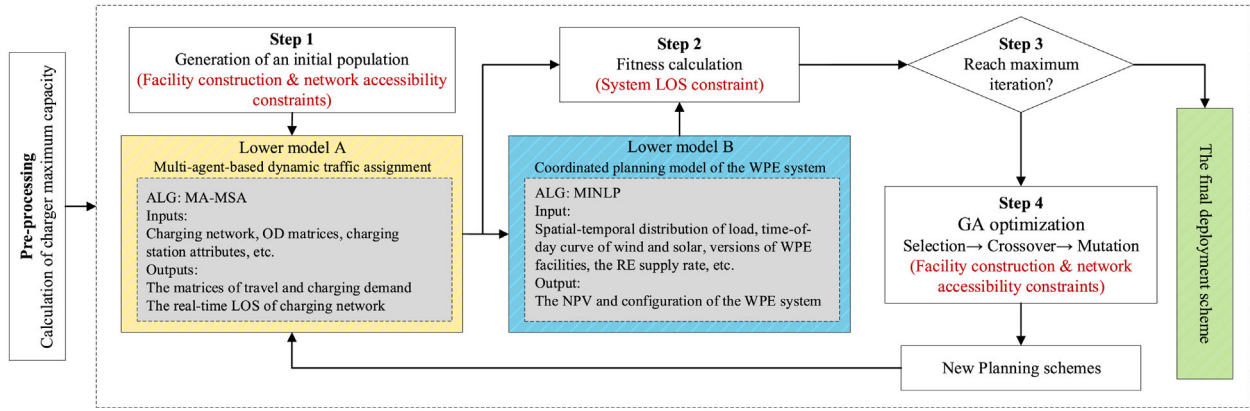 Pre-processing
Calculation of charger maximum capacity
Step 1
Generation of an initial population
(Facility construction & network accessibility
constraints)
Lower model A
Multi-agent-based dynamic traffic assignment
ALG: MA-MSA
Inputs:
Charging network, OD matrices, charging
station attributes, etc.
Outputs:
The matrices of travel and charging demand
The real-time LOS of charging network
Step 2
Fitness calculation
(System LOS constraint)
Lower model B
Coordinated planning model of the WPE system
ALG: MINLP
Input:
Spatial-temporal distribution of load, time-of-
day curve of wind and solar, versions of WPE
facilities, the RE supply rate, etc.
Output:
The NPV and configuration of the WPE system
Step 3
Reach maximum
iteration?
Step 4
GA optimization
Selection→ Crossover→ Mutation
(Facility construction & network
accessibility constraints)
New Planning schemes
The final deployment scheme